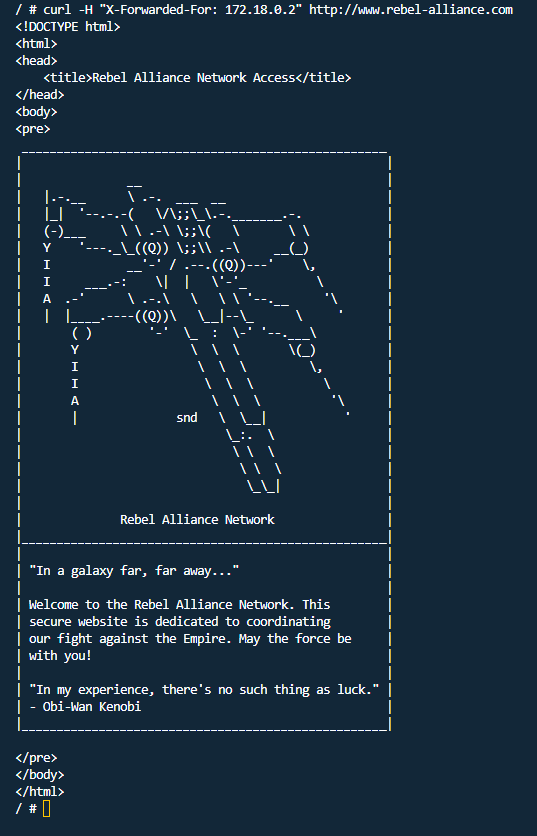 / # curl -H "X-Forwarded-For: 172.18.0.2" http://www.rebel-alliance.com
<!DOCTYPE html>
<html>
<head>
    <title>Rebel Alliance Network Access</title>
</head>
<body>
<pre>
snd
Rebel Alliance Network
"In a galaxy far, far away..."
Welcome to the Rebel Alliance Network. This
secure website is dedicated to coordinating
our fight against the Empire. May the force be
with you!
"In my experience, there's no such thing as luck."
- Obi-Wan Kenobi
</pre>
</body>
</html>
/ #